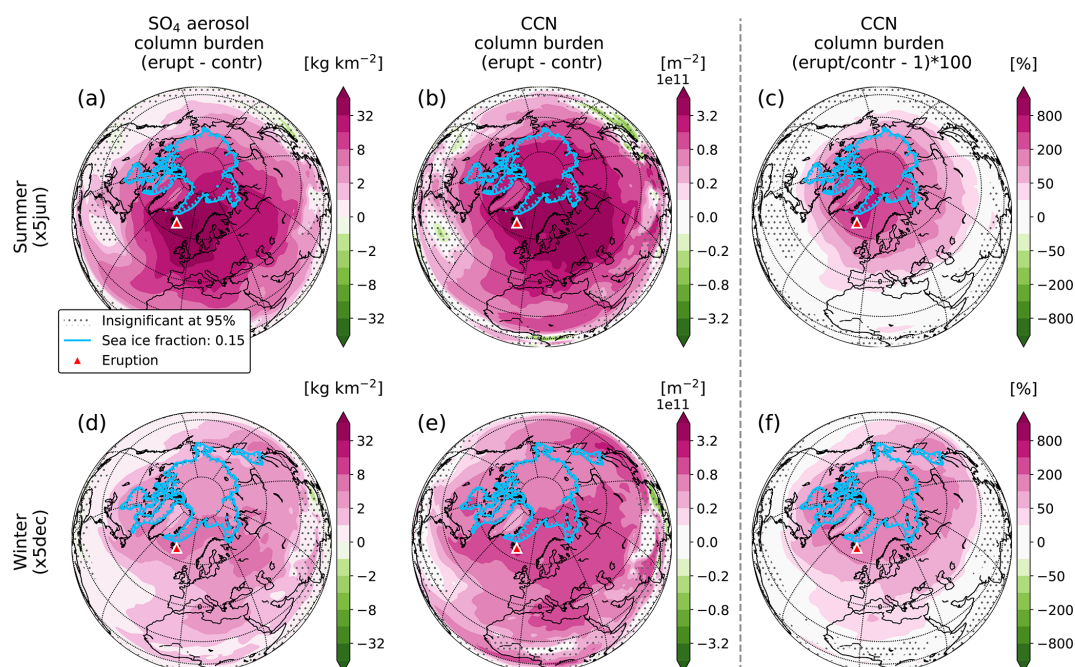 SO₄ aerosol
column burden
(erupt - contr)
CCN
column burden
(erupt - contr)
CCN
column burden
(erupt/contr - 1)*100
[kg km⁻²]
[m⁻²]
1e11
[%]
(a)
(b)
(c)
Summer
(x5jun)
32
8
2
0
−2
−8
−32
3.2
0.8
0.2
0.0
−0.2
−0.8
−3.2
800
200
50
0
−50
−200
−800
Insignificant at 95%
Sea ice fraction: 0.15
Eruption
[kg km⁻²]
[m⁻²]
1e11
[%]
(d)
(e)
(f)
Winter
(x5dec)
32
8
2
0
−2
−8
−32
3.2
0.8
0.2
0.0
−0.2
−0.8
−3.2
800
200
50
0
−50
−200
−800